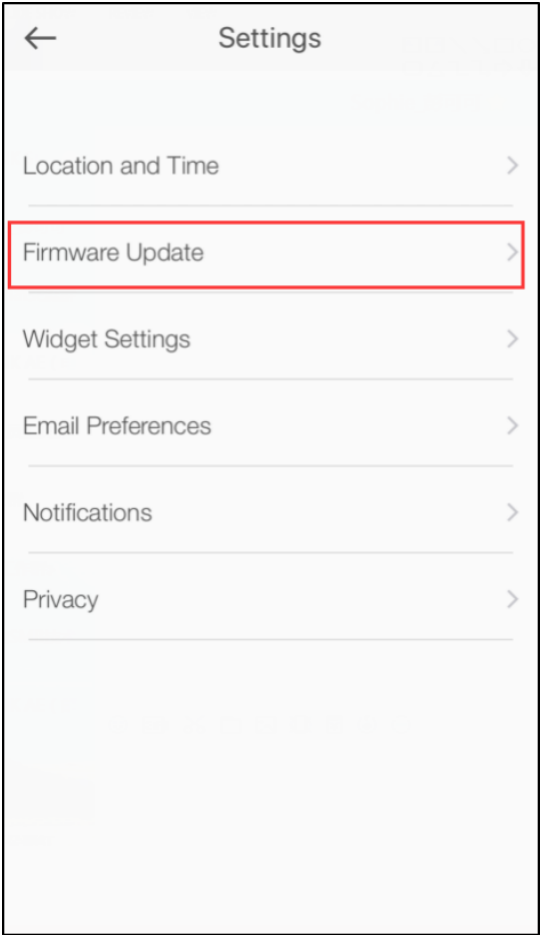 Settings
Location and Time
Firmware Update
Widget Settings
Email Preferences
Notifications
Privacy